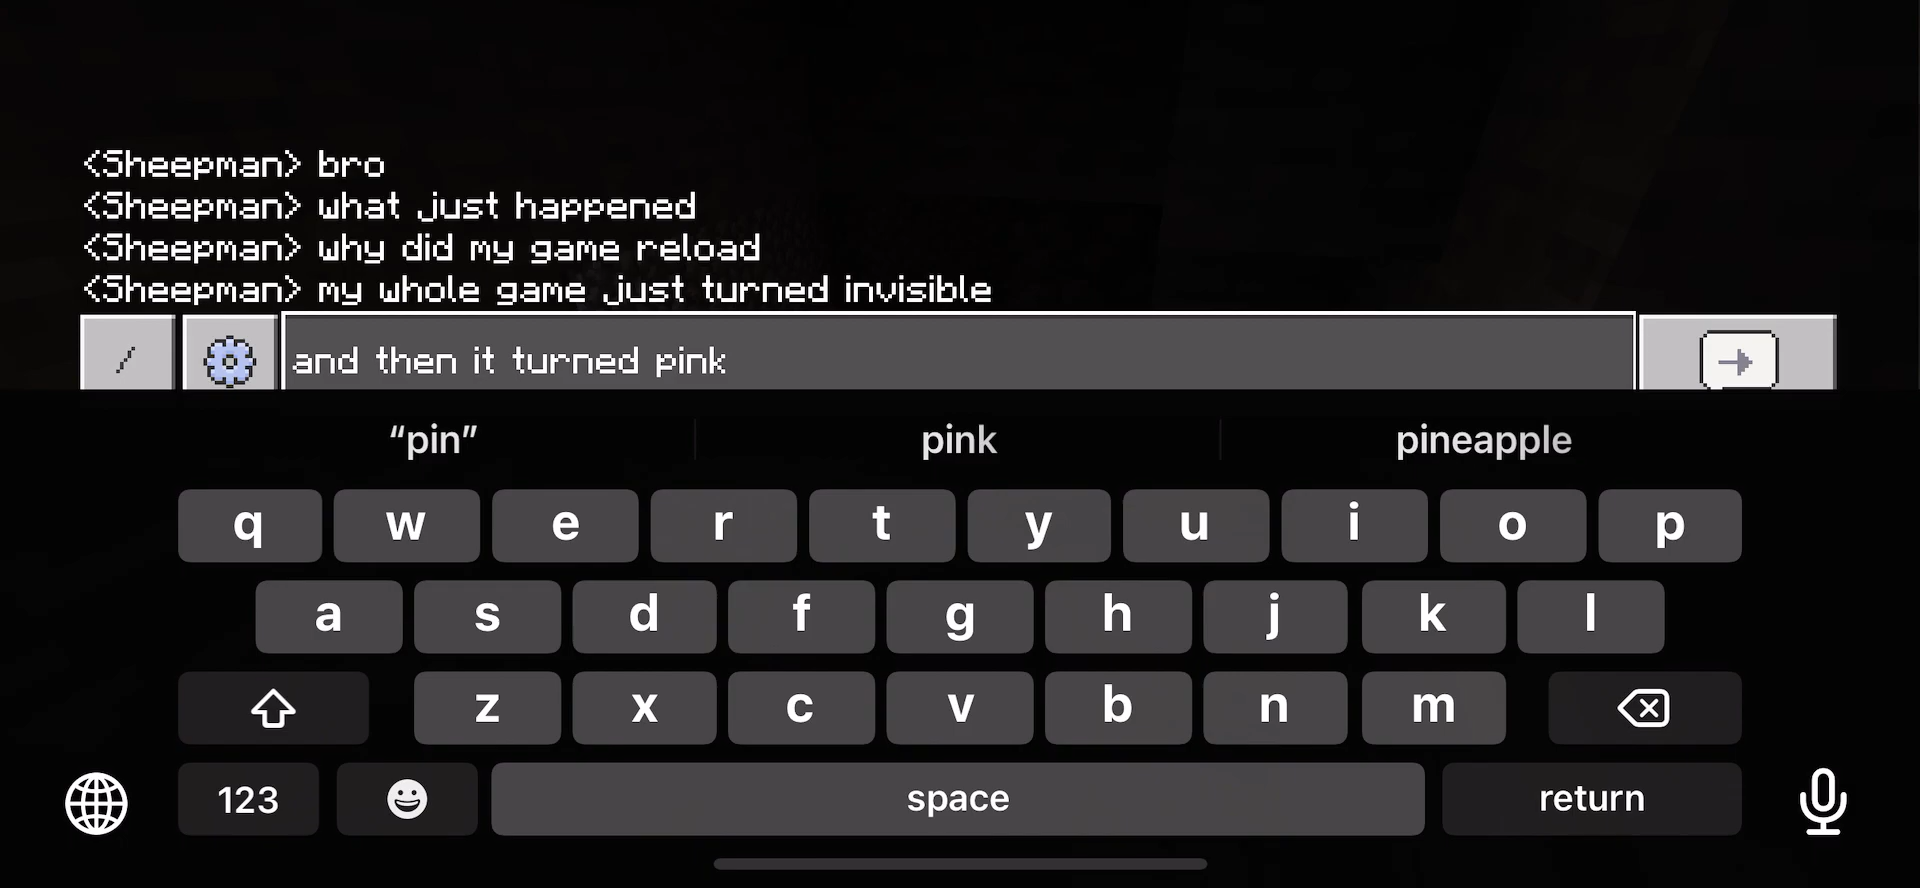 <Sheepman> bro
<Sheepman> what just happened
<Sheepman> why did my game reload
<Sheepman> my whole game just turned invisible
/ and then it turned pink
“pin” pink pineapple
q w e r t y u i o p
a s d f g h j k l
z x c v b n m
123 space return